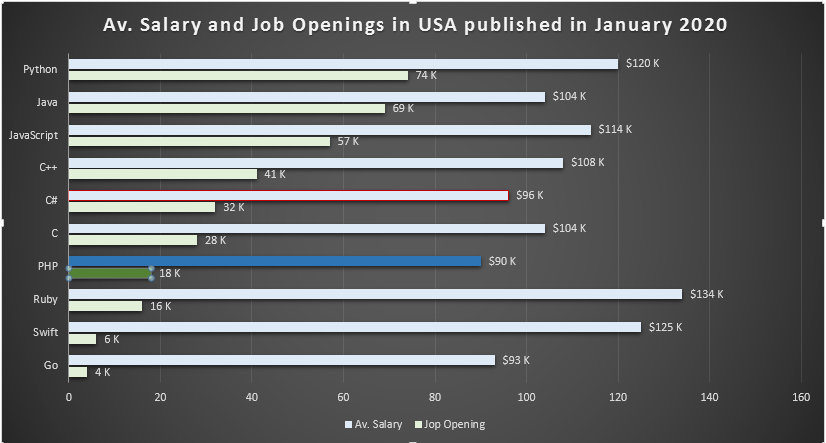 Av. Salary and Job Openings in USA published in January 2020
Python $120 K
74 K
Java $104 K
69 K
JavaScript $114 K
57 K
C++ $108 K
41 K
C# $96 K
32 K
C $104 K
28 K
PHP $90 K
18 K
Ruby $134 K
16 K
Swift $125 K
6 K
Go $93 K
4 K
0 20 40 60 80 100 120 140 160
Av. Salary Jop Opening